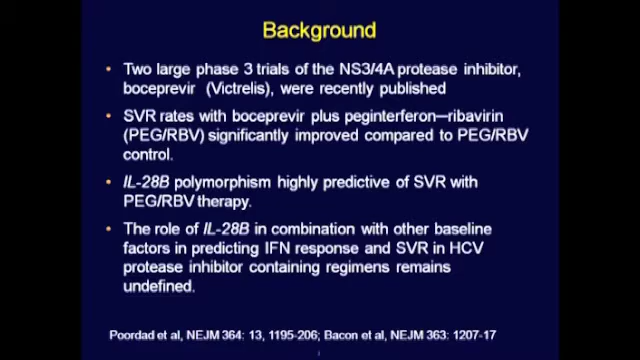 Background
• Two large phase 3 trials of the NS3/4A protease inhibitor,
boceprevir (Victrelis), were recently published
• SVR rates with boceprevir plus peginterferon─ribavirin
(PEG/RBV) significantly improved compared to PEG/RBV
control.
• IL-28B polymorphism highly predictive of SVR with
PEG/RBV therapy.
• The role of IL-28B in combination with other baseline
factors in predicting IFN response and SVR in HCV
protease inhibitor containing regimens remains
undefined.
Poordad et al, NEJM 364: 13, 1195-206; Bacon et al, NEJM 363: 1207-17